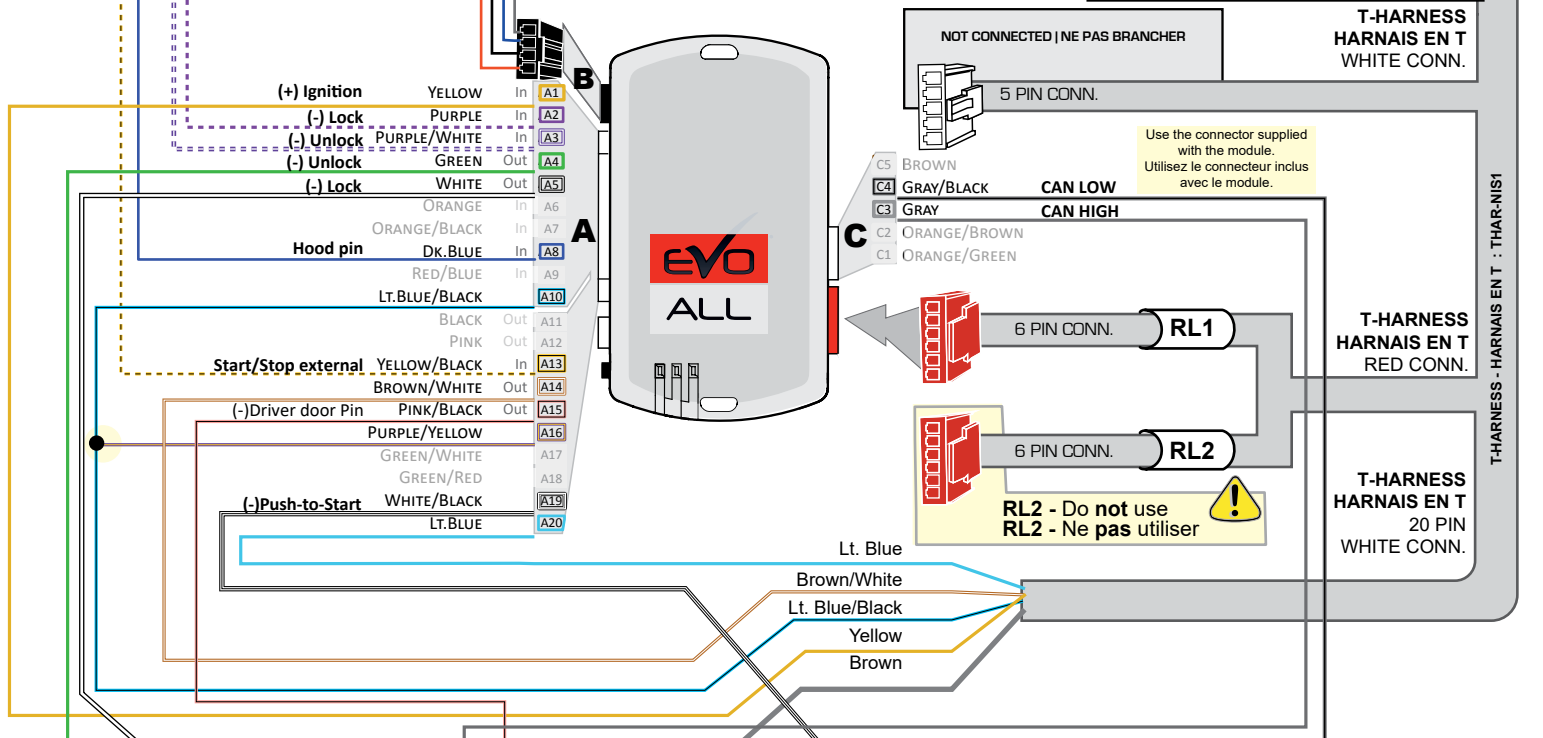 T-HARNESS
HARNAIS EN T
WHITE CONN.
NOT CONNECTED | NE PAS BRANCHER
5 PIN CONN.
Use the connector supplied
with the module.
Utilisez le connecteur inclus
avec le module.
B
(+) Ignition YELLOW In A1
(-) Lock PURPLE In A2
(-) Unlock PURPLE/WHITE In A3
(-) Unlock GREEN Out A4
(-) Lock WHITE Out A5
ORANGE In A6
ORANGE/BLACK In A7
Hood pin DK.BLUE In A8
RED/BLUE In A9
LT.BLUE/BLACK A10
BLACK Out A11
PINK Out A12
Start/Stop external YELLOW/BLACK In A13
BROWN/WHITE Out A14
(-)Driver door Pin PINK/BLACK Out A15
PURPLE/YELLOW A16
GREEN/WHITE A17
GREEN/RED A18
(-)Push-to-Start WHITE/BLACK A19
LT.BLUE A20
A
EVO
ALL
C
C5 BROWN
C4 GRAY/BLACK CAN LOW
C3 GRAY CAN HIGH
C2 ORANGE/BROWN
C1 ORANGE/GREEN
6 PIN CONN. RL1
T-HARNESS
HARNAIS EN T
RED CONN.
6 PIN CONN. RL2
RL2 - Do not use
RL2 - Ne pas utiliser
T-HARNESS
HARNAIS EN T
20 PIN
WHITE CONN.
T-HARNESS - HARNAIS EN T : THAR-NIS1
Lt. Blue
Brown/White
Lt. Blue/Black
Yellow
Brown